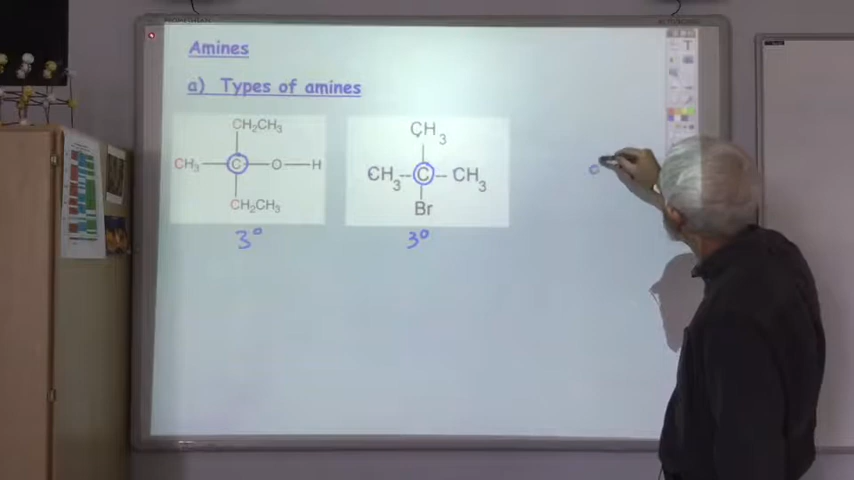 Amines
a) Types of amines
CH2CH3
CH3 C O H
CH2CH3
3°
CH3
CH3 C CH3
Br
3°
T